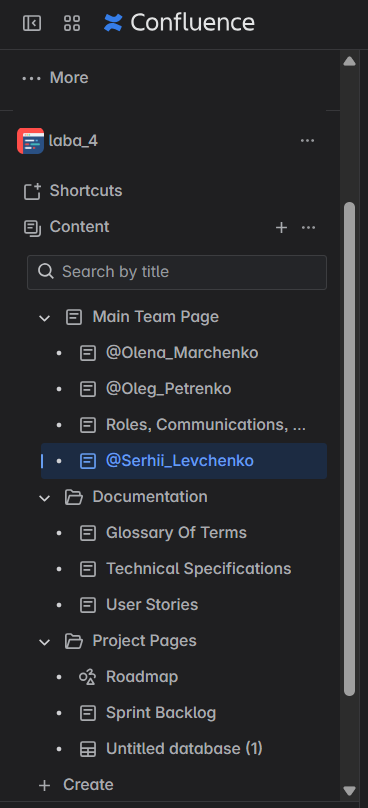 Confluence
More
laba_4
Shortcuts
Content
Search by title
Main Team Page
@Olena_Marchenko
@Oleg_Petrenko
Roles, Communications, ...
@Serhii_Levchenko
Documentation
Glossary Of Terms
Technical Specifications
User Stories
Project Pages
Roadmap
Sprint Backlog
Untitled database (1)
Create